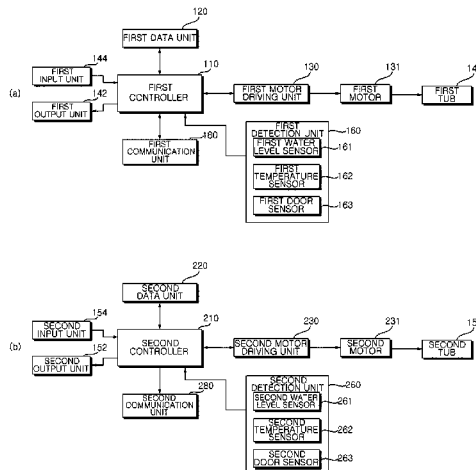 120
FIRST DATA UNIT
144
FIRST INPUT UNIT
110
130
131
14
(a)
FIRST CONTROLLER
FIRST MOTOR DRIVING UNIT
FIRST MOTOR
FIRST TUB
142
FIRST OUTPUT UNIT
180
FIRST COMMUNICATION UNIT
FIRST DETECTION UNIT
160
FIRST WATER LEVEL SENSOR
161
FIRST TEMPERATURE SENSOR
162
FIRST DOOR SENSOR
163
220
SECOND DATA UNIT
154
SECOND INPUT UNIT
210
230
231
15
(b)
SECOND CONTROLLER
SECOND MOTOR DRIVING UNIT
SECOND MOTOR
SECOND TUB
152
SECOND OUTPUT UNIT
280
SECOND COMMUNICATION UNIT
SECOND DETECTION UNIT
260
SECOND WATER LEVEL SENSOR
261
SECOND TEMPERATURE SENSOR
262
SECOND DOOR SENSOR
263